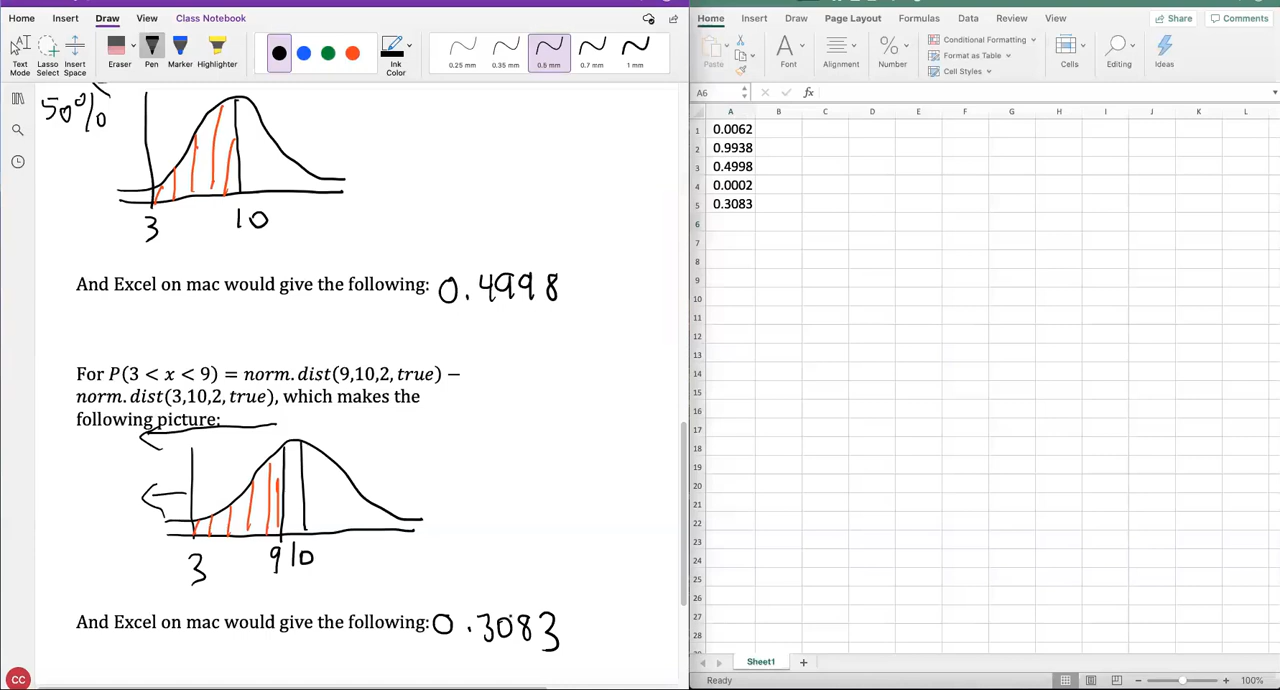 Home Insert Draw View Class Notebook
Text Mode Lasso Select Insert Space Eraser Pen Marker Highlighter Ink Color 0.25 mm 0.35 mm 0.5 mm 0.7 mm 1 mm
50%
3 10
And Excel on mac would give the following: 0.4998
For P(3 < x < 9) = norm.dist(9,10,2, true) −
norm.dist(3,10,2, true), which makes the
following picture:
3 9 10
And Excel on mac would give the following: 0.3083
CC
Home Insert Draw Page Layout Formulas Data Review View Share Comments
Paste Font Alignment Number Conditional Formatting Format as Table Cell Styles Cells Editing Ideas
A6 fx
A B C D E F G H I J K L
1 0.0062
2 0.9938
3 0.4998
4 0.0002
5 0.3083
6
7
8
9
10
11
12
13
14
15
16
17
18
19
20
21
22
23
24
25
26
27
28
Sheet1 +
Ready − + 100%